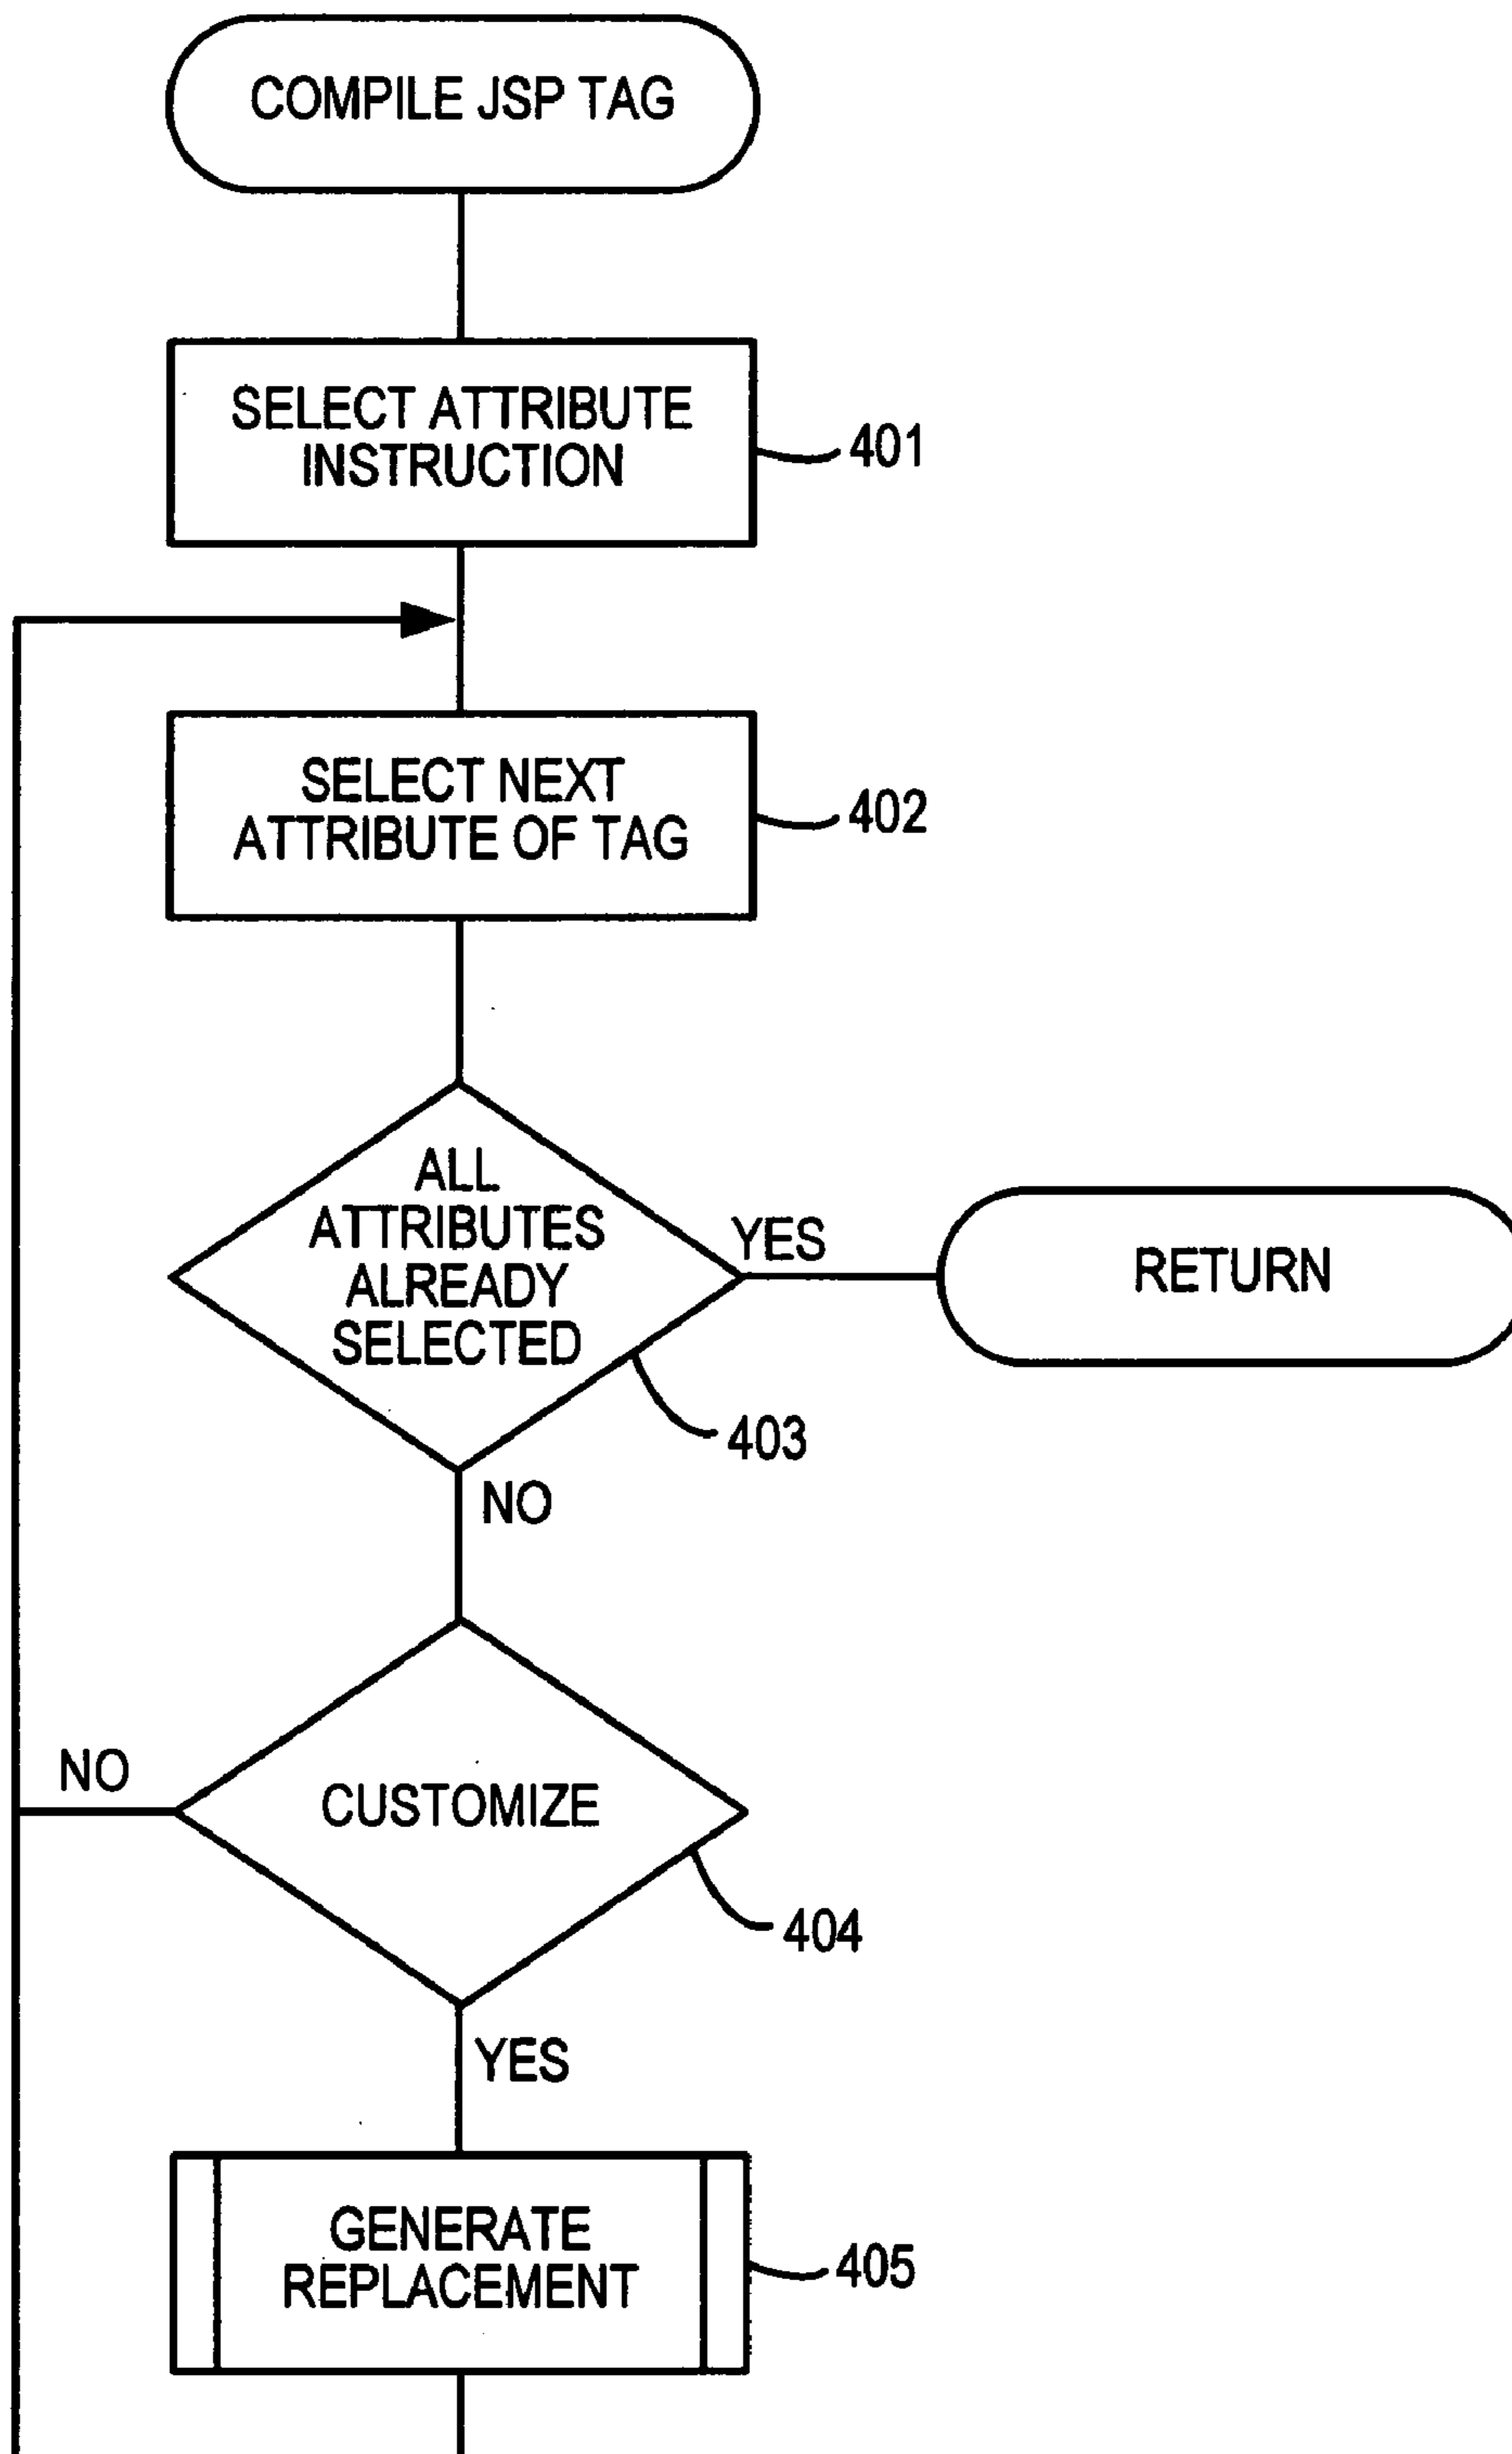 COMPILE JSP TAG
SELECT ATTRIBUTE
INSTRUCTION
401
SELECT NEXT
ATTRIBUTE OF TAG
402
ALL
ATTRIBUTES
ALREADY
SELECTED
YES
RETURN
403
NO
NO
CUSTOMIZE
404
YES
GENERATE
REPLACEMENT
405